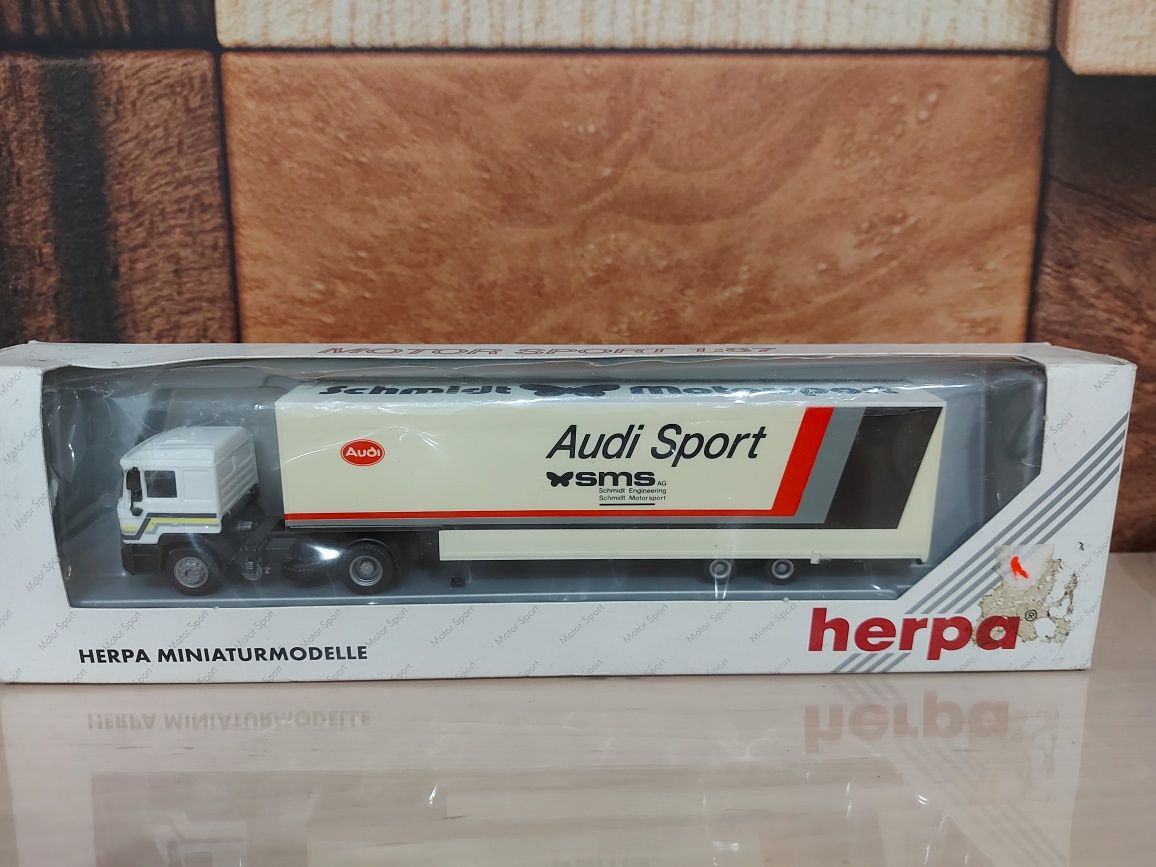 MOTOR SPORT 1:87
Schmidt Motorsport
Audi
Audi Sport
sms AG
Schmidt Engineering
Schmidt Motorsport
HERPA MINIATURMODELLE
herpa®
Motor Sport